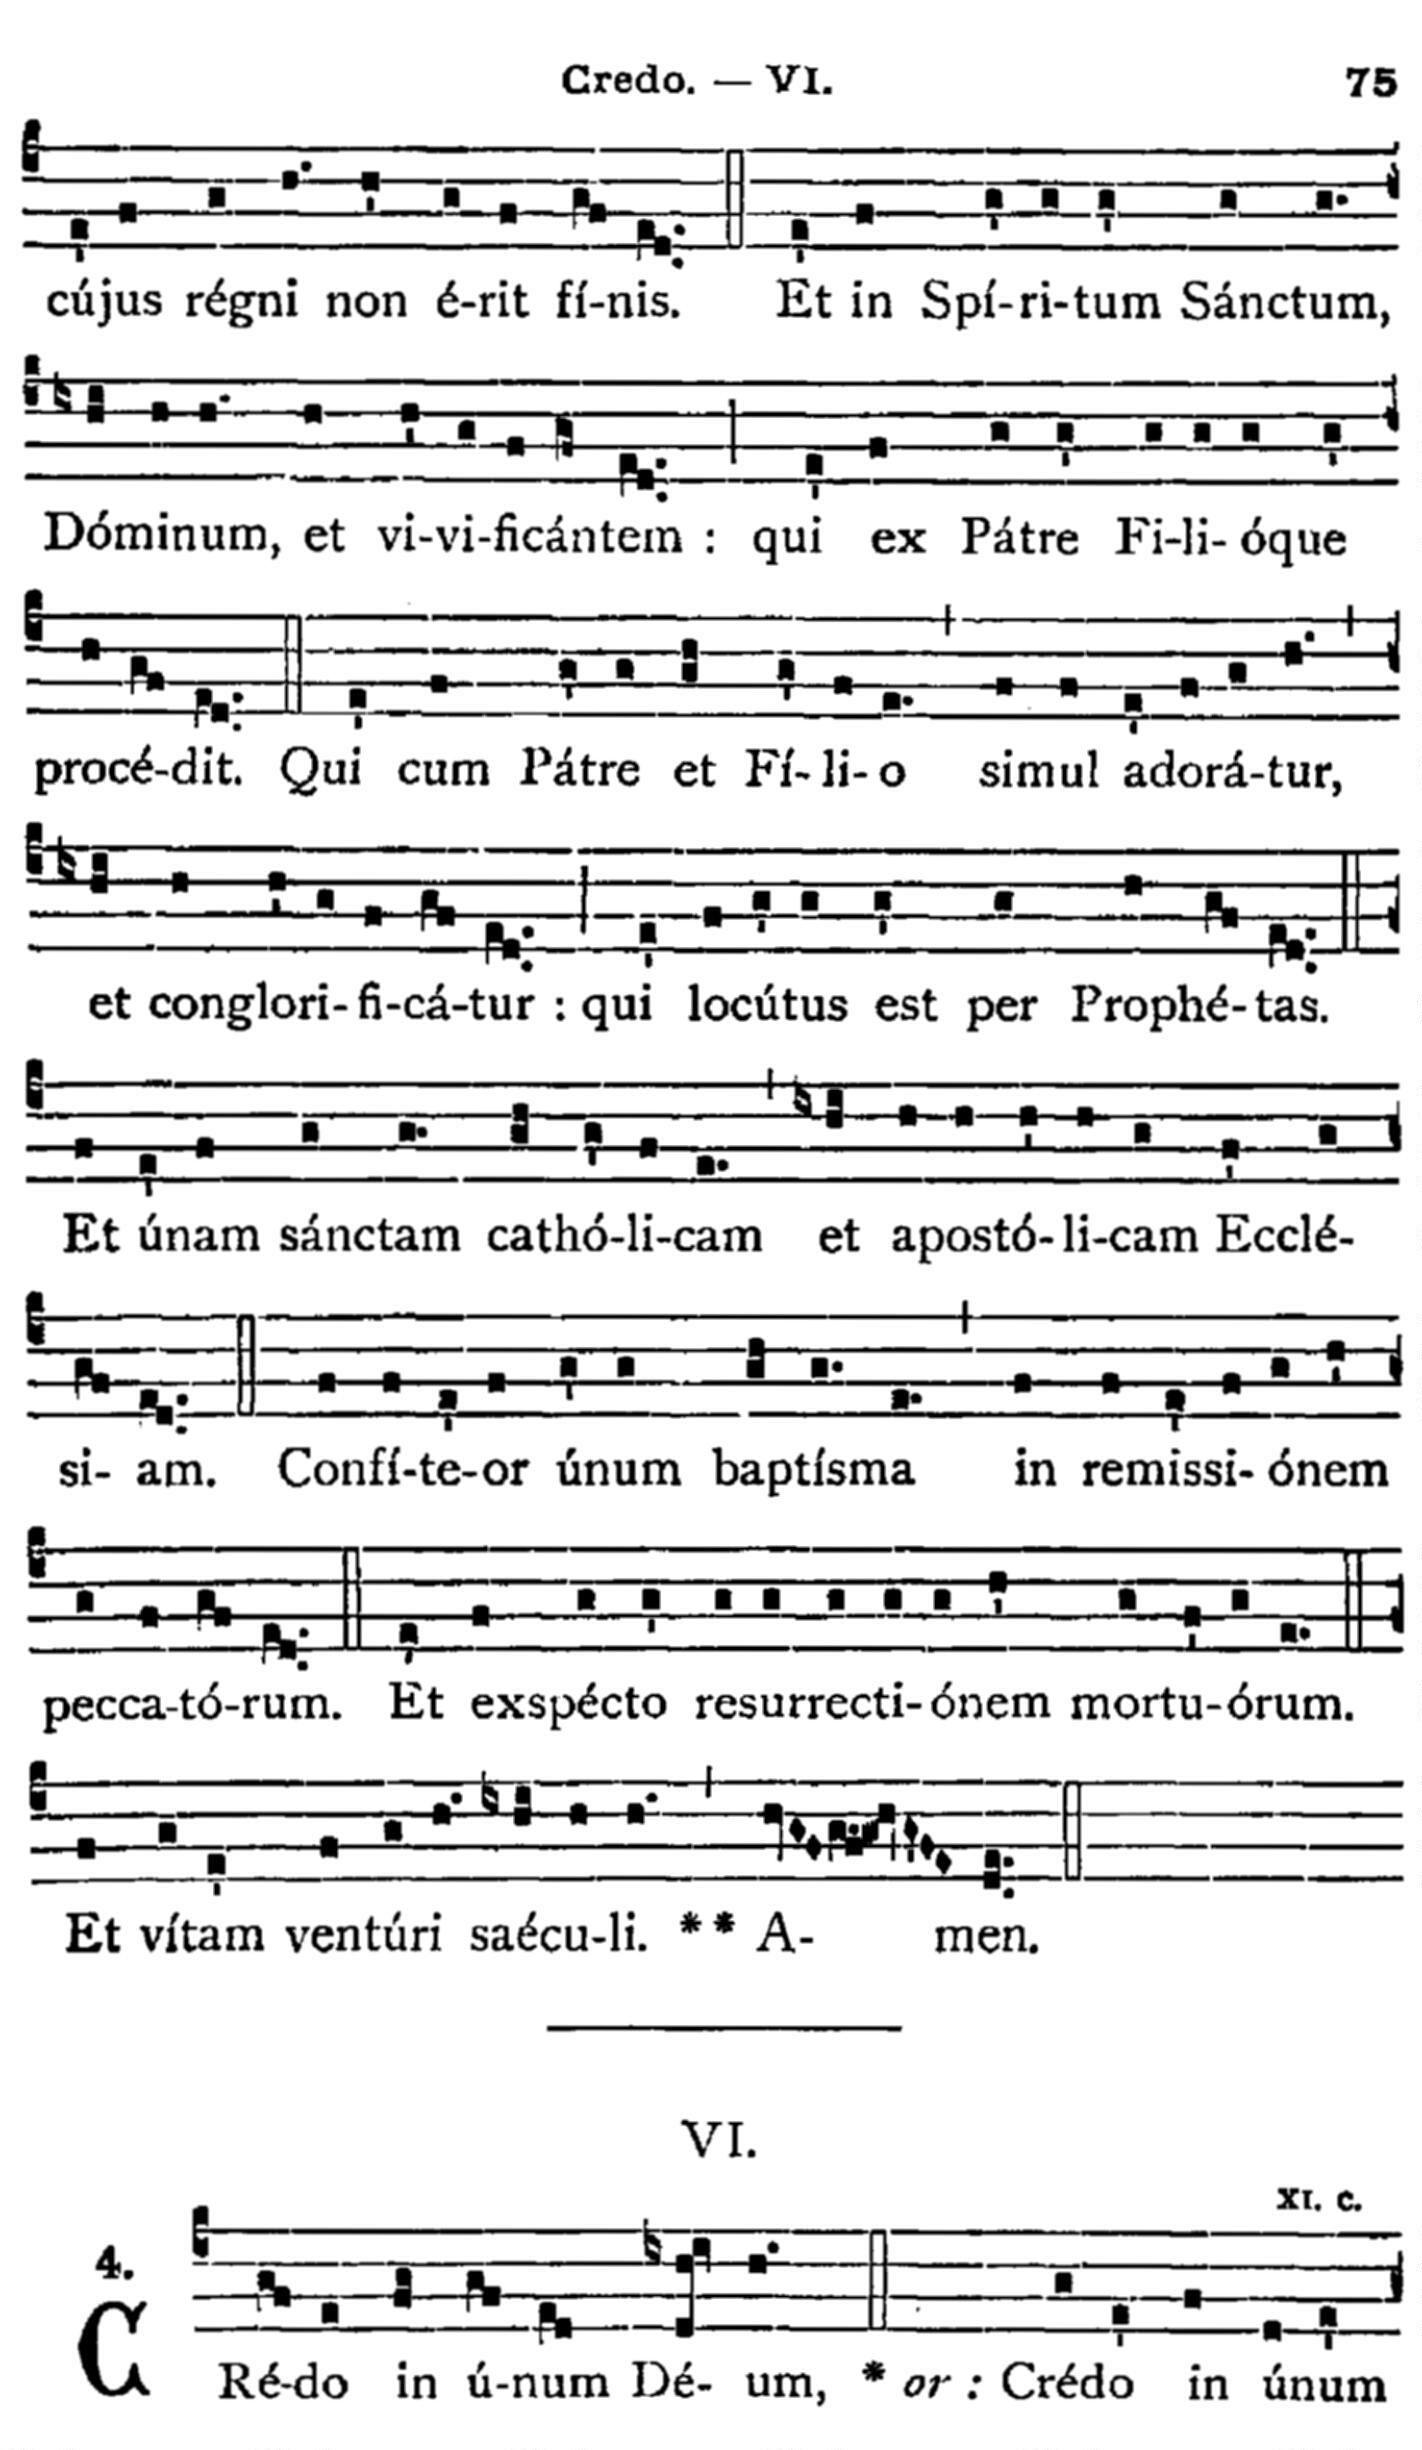 Credo. — VI. 75
cújus régni non é-rit fí-nis. Et in Spí-ri-tum Sánctum,
Dóminum, et vi-vi-ficántem : qui ex Pátre Fi-li-óque
procé-dit. Qui cum Pátre et Fí-li-o simul adorá-tur,
et conglori-fi-cá-tur : qui locútus est per Prophé-tas.
Et únam sánctam cathó-li-cam et apostó-li-cam Ecclé-
si- am. Confí-te-or únum baptísma in remissi-ónem
pecca-tó-rum. Et exspécto resurrecti-ónem mortu-órum.
Et vítam ventúri saécu-li. ** A- men.
VI.
XI. c.
4.
CRé-do in ú-num Dé- um, * or : Crédo in únum